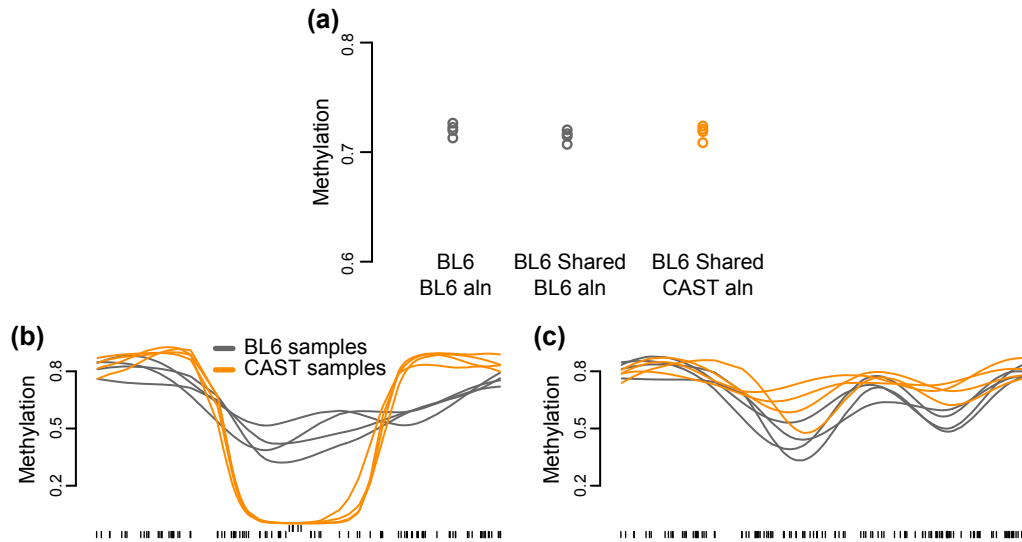 (a)
Methylation
0.8
0.7
0.6
BL6
BL6 aln
BL6 Shared
BL6 aln
BL6 Shared
CAST aln
(b)
Methylation
0.8
0.5
0.2
BL6 samples
CAST samples
(c)
Methylation
0.8
0.5
0.2